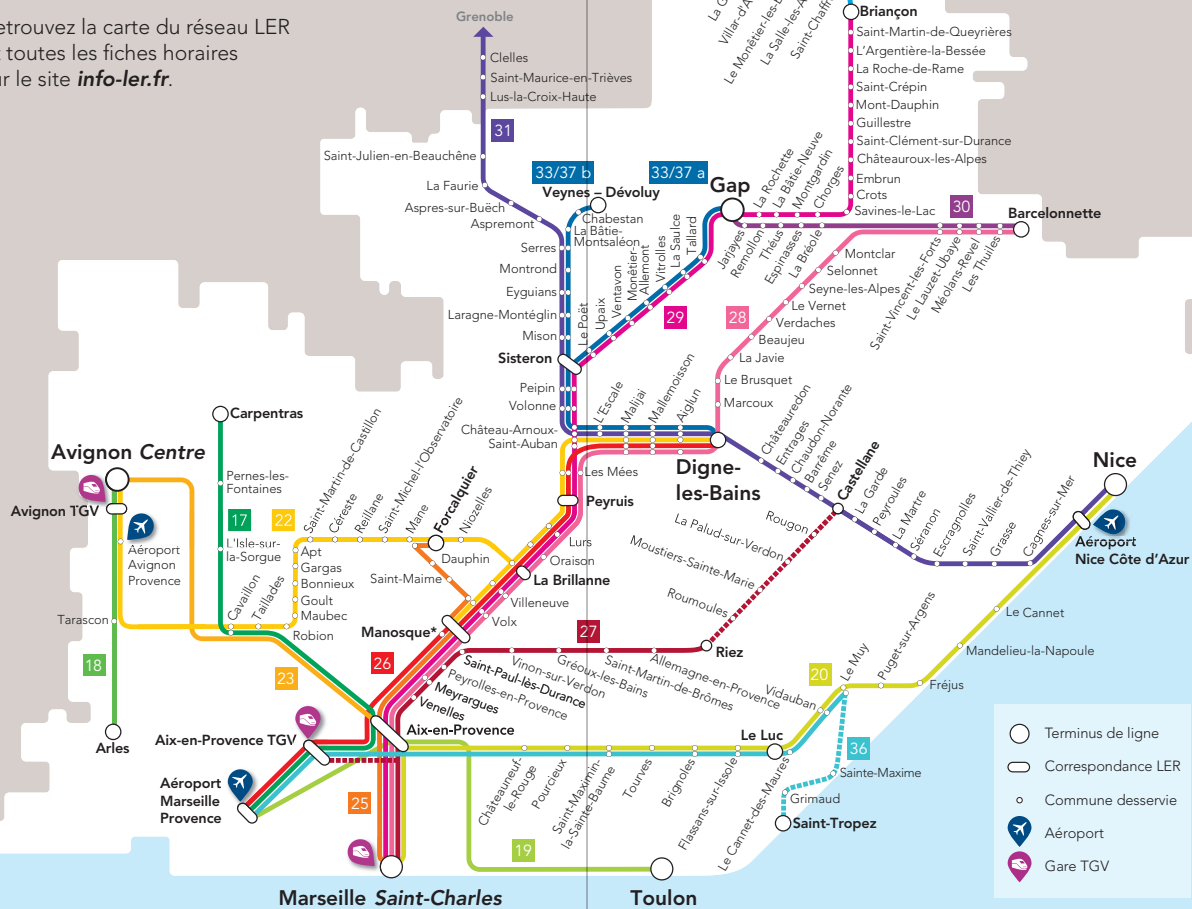 etrouvez la carte du réseau LER
t toutes les fiches horaires
ur le site info-ler.fr.
Grenoble
Clelles
Saint-Maurice-en-Trièves
Lus-la-Croix-Haute
31
Saint-Julien-en-Beauchêne
La Faurie
Aspres-sur-Buëch
Aspremont
33/37 b
Veynes – Dévoluy
Chabestan
La Bâtie-
Montsaléon
Serres
Montrond
Eyguians
Laragne-Montéglin
Mison
Sisteron
Peipin
Volonne
Château-Arnoux-
Saint-Auban
33/37 a
Gap
Le Poët
Upaix
Ventavon
Monêtier-
Allemont
Vitrolles
La Saulce
Tallard
29
Villar-d'A
Le Monêtier-les-
La Salle-les-A
Saint-Chaffr
Briançon
Saint-Martin-de-Queyrières
L'Argentière-la-Bessée
La Roche-de-Rame
Saint-Crépin
Mont-Dauphin
Guillestre
Saint-Clément-sur-Durance
Châteauroux-les-Alpes
Embrun
Crots
Savines-le-Lac
La Rochette
La Bâtie-Neuve
Montgardin
Chorges
30
Barcelonnette
Jarjayes
Remollon
Théus
Espinasses
La Bréole
Saint-Vincent-les-Forts
Le Lauzet-Ubaye
Méolans-Revel
Les Thuiles
Montclar
Selonnet
Seyne-les-Alpes
Le Vernet
Verdaches
Beaujeu
La Javie
Le Brusquet
Marcoux
28
L'Escale
Malijai
Mallemoisson
Aiglun
Digne-
les-Bains
Châteauredon
Entrages
Chaudon-Norante
Barrême
Senez
Castellane
La Garde
Peyroules
La Martre
Séranon
Escragnolles
Saint-Vallier-de-Thiey
Grasse
Cagnes-sur-Mer
Nice
Aéroport
Nice Côte d'Azur
Carpentras
Pernes-les-
Fontaines
17
22
L'Isle-sur-
la-Sorgue
Cavaillon
Taillades
Robion
Avignon Centre
Avignon TGV
Aéroport
Avignon
Provence
Tarascon
18
Arles
Saint-Martin-de-Castillon
Céreste
Reillanne
Saint-Michel-l'Observatoire
Mane
Forcalquier
Niozelles
Apt
Gargas
Bonnieux
Goult
Maubec
Dauphin
Saint-Maime
Les Mées
Peyruis
Lurs
Oraison
La Brillanne
Villeneuve
Volx
Manosque*
26
23
27
Rougon
La Palud-sur-Verdon
Moustiers-Sainte-Marie
Roumoules
Riez
Saint-Paul-lès-Durance
Vinon-sur-Verdon
Gréoux-les-Bains
Saint-Martin-de-Brômes
Allemagne-en-Provence
Peyrolles-en-Provence
Meyrargues
Venelles
Aix-en-Provence
Aix-en-Provence TGV
Aéroport
Marseille
Provence
25
19
Marseille Saint-Charles
Toulon
Châteauneuf-
le-Rouge
Pourcieux
Saint-Maximin-
la-Sainte-Baume
Tourves
Brignoles
Flassans-sur-Issole
Le Cannet-des-Maures
Le Luc
Vidauban
20
Le Muy
Puget-sur-Argens
Fréjus
Mandelieu-la-Napoule
Le Cannet
36
Sainte-Maxime
Grimaud
Saint-Tropez
Terminus de ligne
Correspondance LER
Commune desservie
Aéroport
Gare TGV